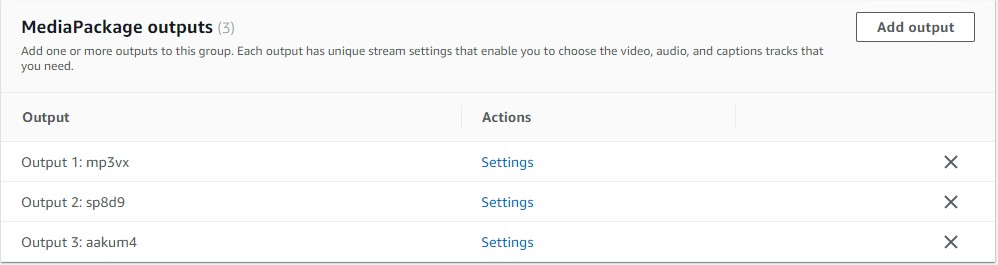 MediaPackage outputs (3)
Add output
Add one or more outputs to this group. Each output has unique stream settings that enable you to choose the video, audio, and captions tracks that
you need.
Output Actions
Output 1: mp3vx Settings
Output 2: sp8d9 Settings
Output 3: aakum4 Settings